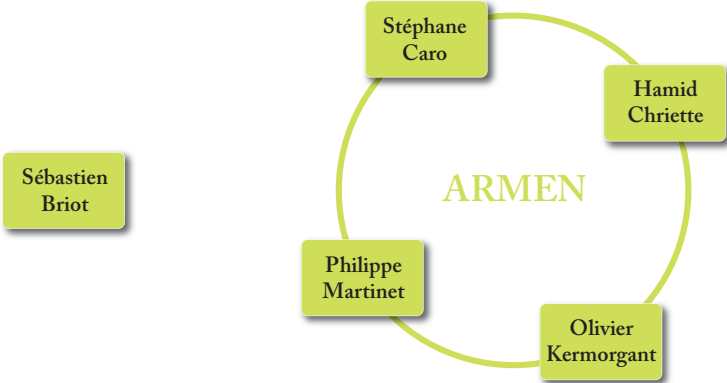 Stéphane
Caro
Hamid
Chriette
Sébastien
Briot
ARMEN
Philippe
Martinet
Olivier
Kermorgant